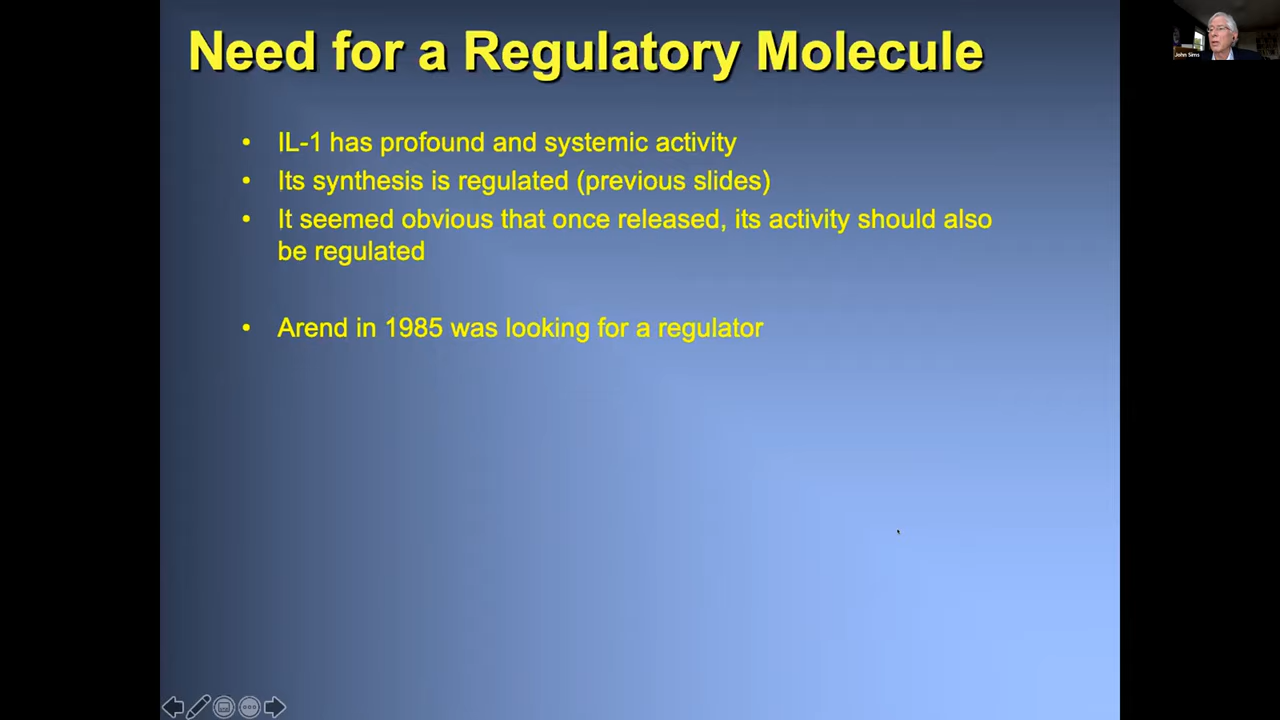 Need for a Regulatory Molecule
John Sims
• IL-1 has profound and systemic activity
• Its synthesis is regulated (previous slides)
• It seemed obvious that once released, its activity should also
be regulated
• Arend in 1985 was looking for a regulator